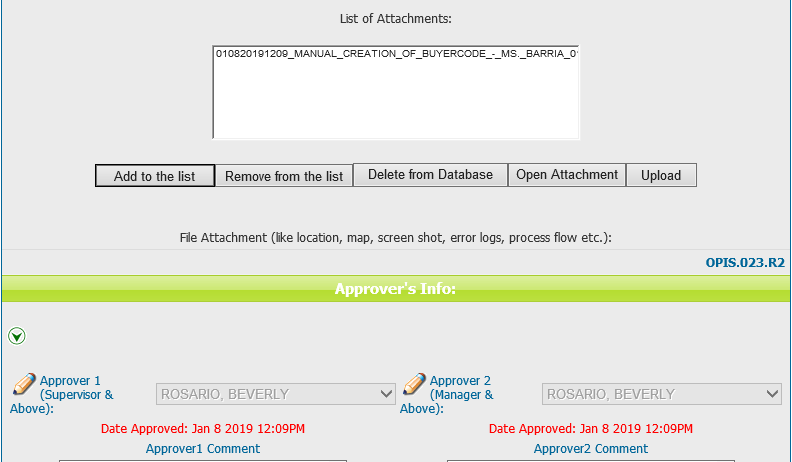 List of Attachments:
010820191209_MANUAL_CREATION_OF_BUYERCODE_-_MS._BARRIA_0
Add to the list Remove from the list Delete from Database Open Attachment Upload
File Attachment (like location, map, screen shot, error logs, process flow etc.):
OPIS.023.R2
Approver's Info:
Approver 1 (Supervisor & Above):
ROSARIO, BEVERLY
Approver 2 (Manager & Above):
ROSARIO, BEVERLY
Date Approved: Jan 8 2019 12:09PM
Date Approved: Jan 8 2019 12:09PM
Approver1 Comment
Approver2 Comment